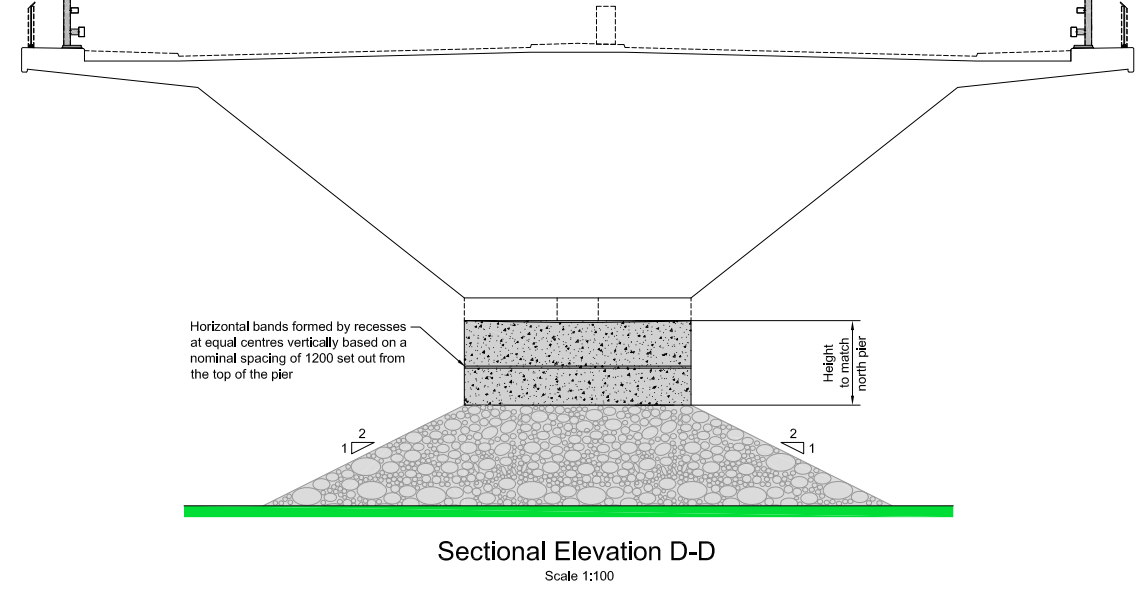 Horizontal bands formed by recesses
at equal centres vertically based on a
nominal spacing of 1200 set out from
the top of the pier
Height
to match
north pier
2
1
2
1
Sectional Elevation D-D
Scale 1:100